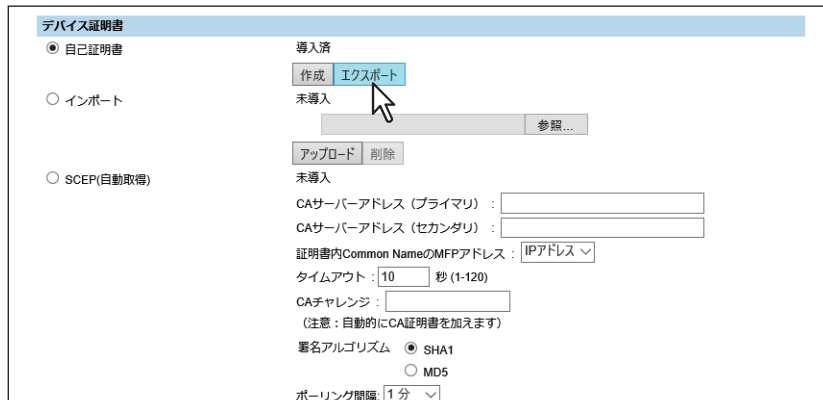 デバイス証明書
自己証明書 導入済
作成 エクスポート
インポート 未導入
参照...
アップロード 削除
SCEP(自動取得) 未導入
CAサーバーアドレス（プライマリ）:
CAサーバーアドレス（セカンダリ）:
証明書内Common NameのMFPアドレス : IPアドレス
タイムアウト : 10 秒 (1-120)
CAチャレンジ :
（注意：自動的にCA証明書を加えます）
署名アルゴリズム SHA1
MD5
ポーリング間隔: 1 分